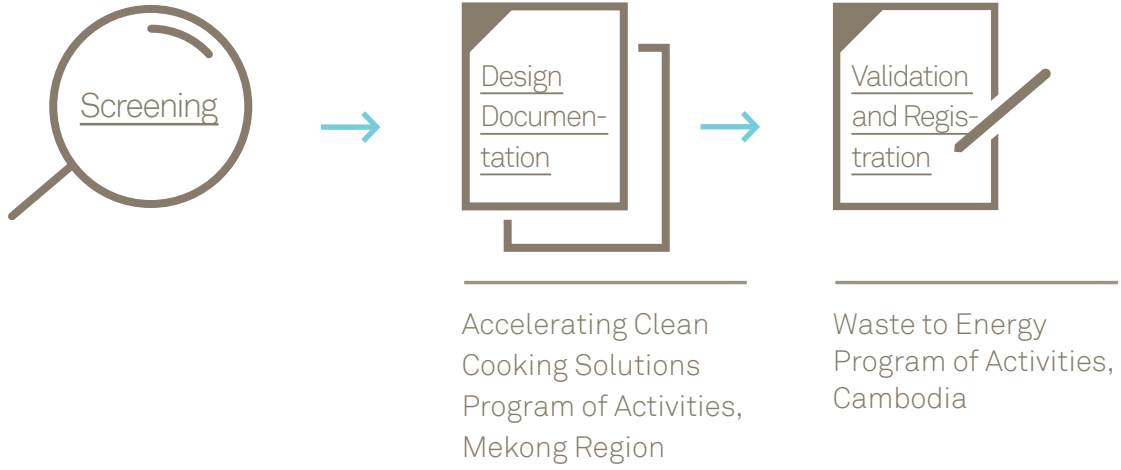 Screening
Design
Documen-
tation
Validation
and Regis-
tration
Accelerating Clean
Cooking Solutions
Program of Activities,
Mekong Region
Waste to Energy
Program of Activities,
Cambodia